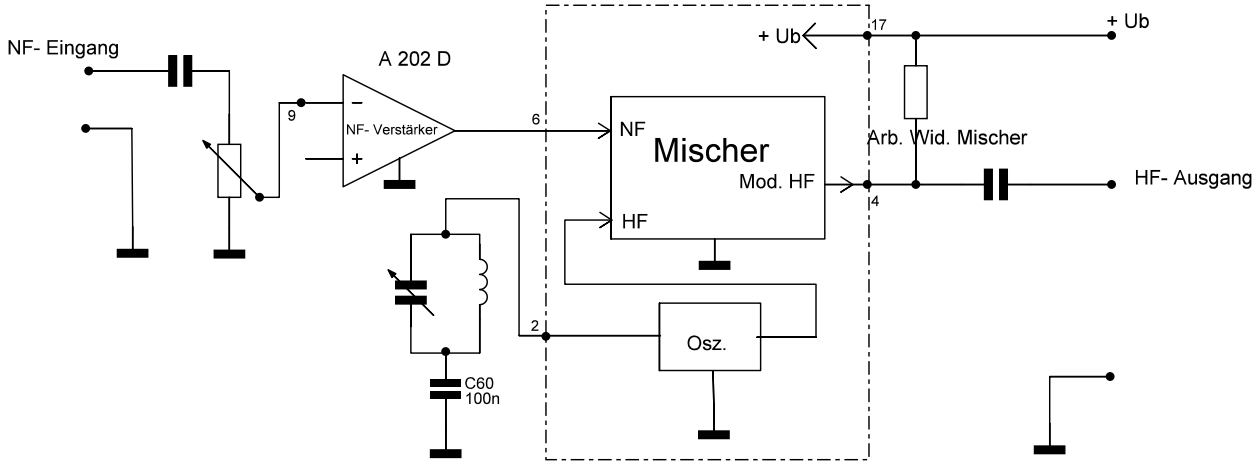 NF- Eingang
A 202 D
+ Ub
17
+ Ub
9
−
NF- Verstärker
+
6
NF
Mischer
Mod. HF
HF
Arb. Wid. Mischer
4
HF- Ausgang
2
Osz.
C60
100n